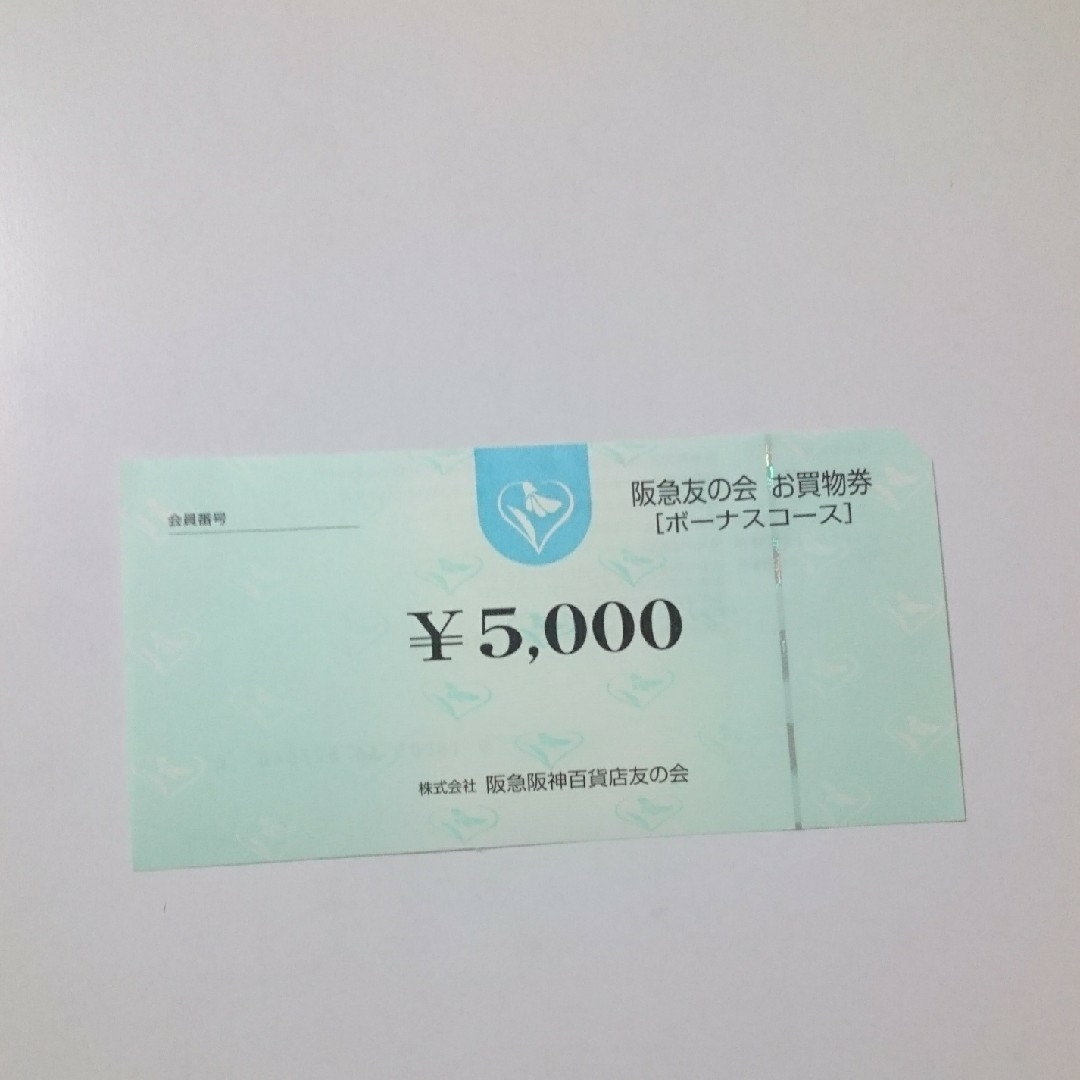 会員番号
阪急友の会 お買物券
[ボーナスコース]
¥5,000
株式会社 阪急阪神百貨店友の会